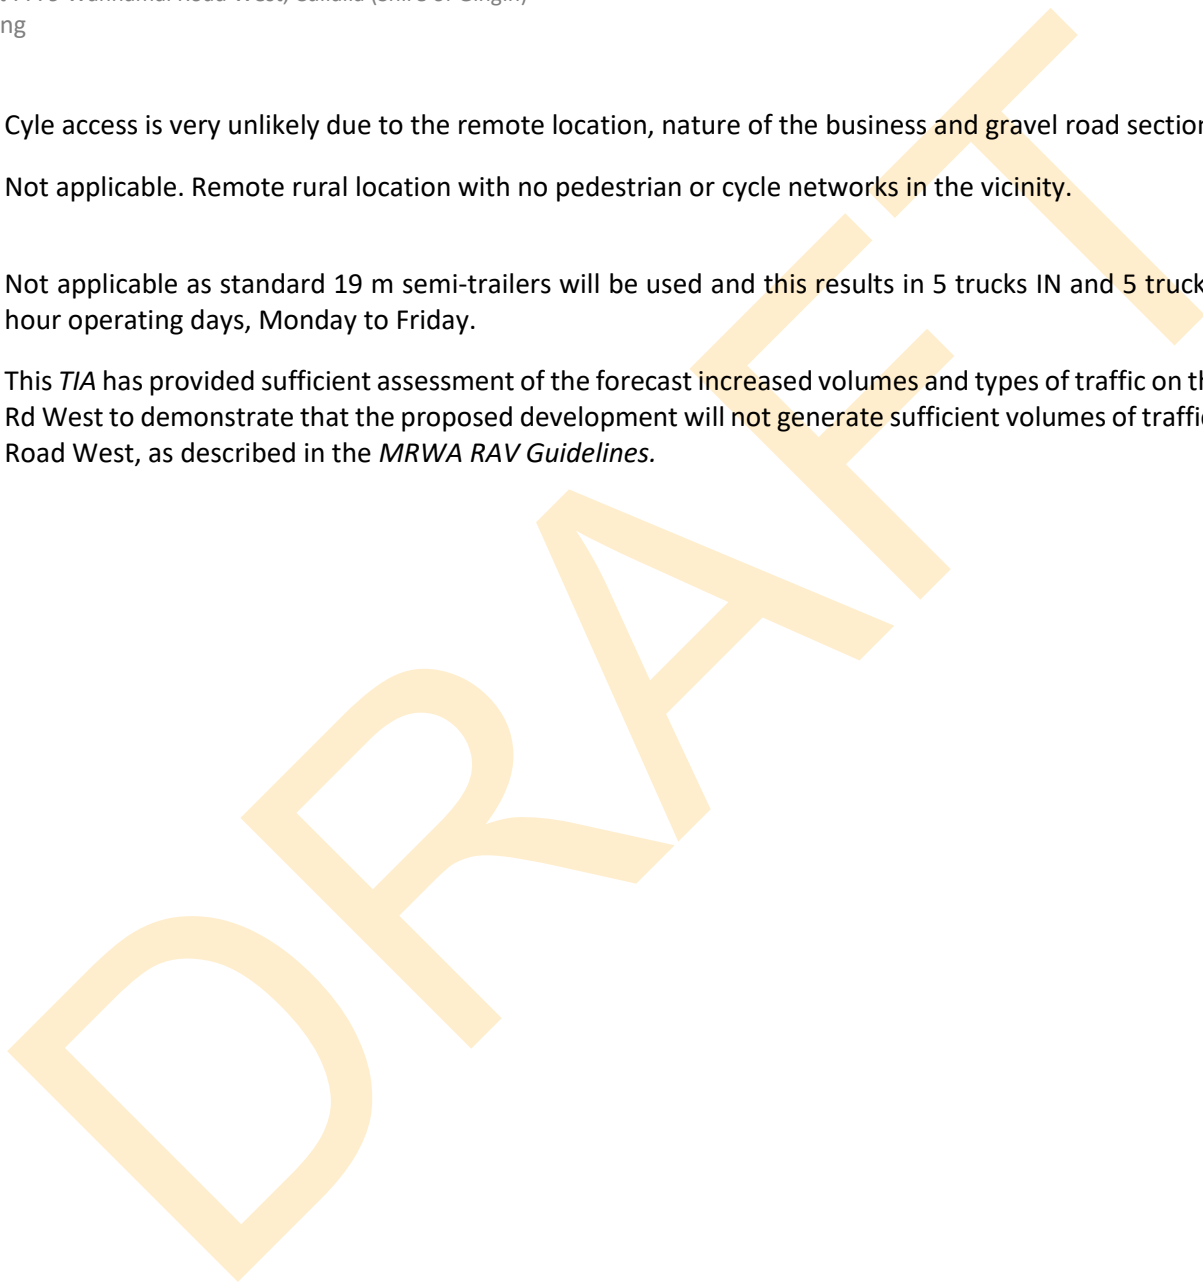 Road West, (Shire of Gingin)
ng
Cyle access is very unlikely due to the remote location, nature of the business and gravel road section
Not applicable. Remote rural location with no pedestrian or cycle networks in the vicinity.
Not applicable as standard 19 m semi-trailers will be used and this results in 5 trucks IN and 5 truck
hour operating days, Monday to Friday.
This TIA has provided sufficient assessment of the forecast increased volumes and types of traffic on th
Rd West to demonstrate that the proposed development will not generate sufficient volumes of traffic
Road West, as described in the MRWA RAV Guidelines.
DRAFT